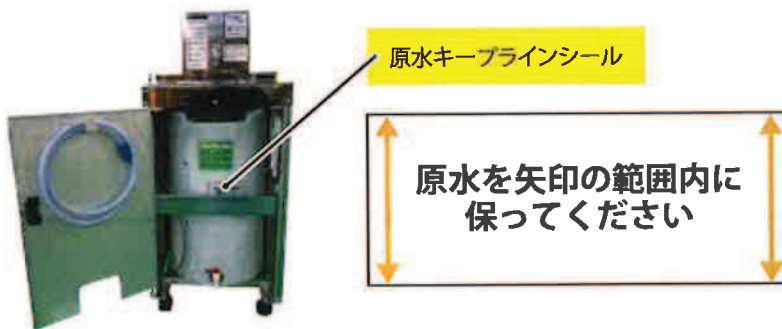 原水キープラインシール
原水を矢印の範囲内に
保ってください